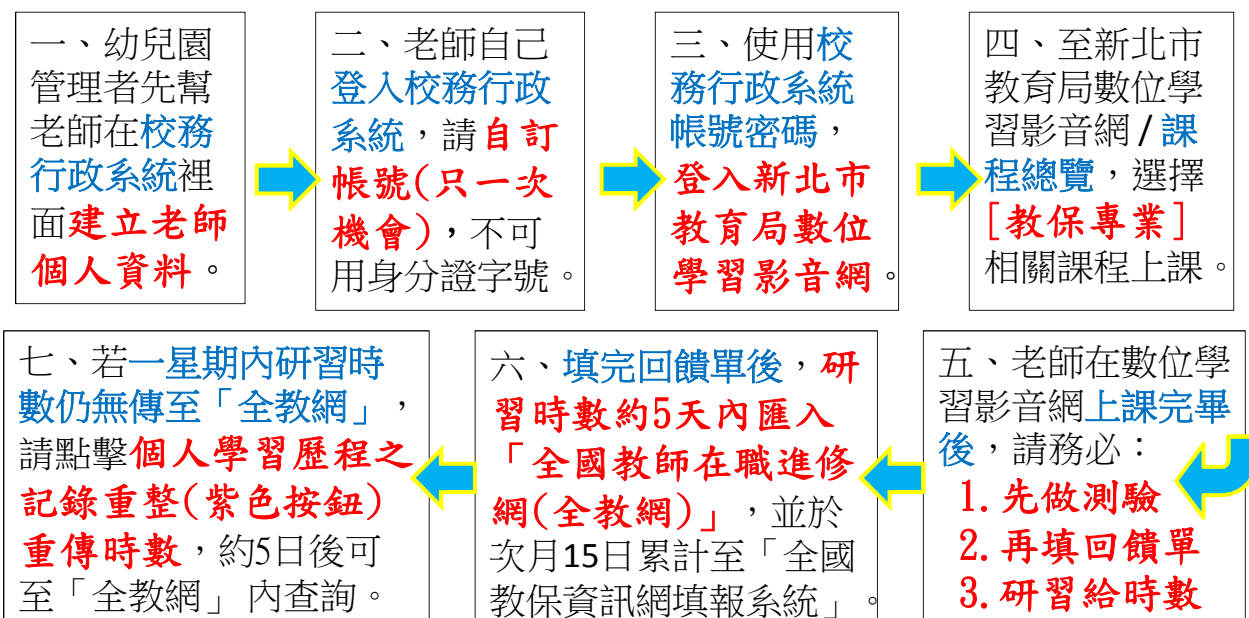 一、幼兒園
管理者先幫
老師在校務
行政系統裡
面建立老師
個人資料。
二、老師自己
登入校務行政
系統，請自訂
帳號(只一次
機會)，不可
用身分證字號。
三、使用校
務行政系統
帳號密碼，
登入新北市
教育局數位
學習影音網。
四、至新北市
教育局數位學
習影音網/課
程總覽，選擇
[教保專業]
相關課程上課。
五、老師在數位學
習影音網上課完畢
後，請務必：
1.先做測驗
2.再填回饋單
3.研習給時數
六、填完回饋單後，研
習時數約5天內匯入
「全國教師在職進修
網(全教網)」，並於
次月15日累計至「全國
教保資訊網填報系統」。
七、若一星期內研習時
數仍無傳至「全教網」，
請點擊個人學習歷程之
記錄重整(紫色按鈕)
重傳時數，約5日後可
至「全教網」內查詢。